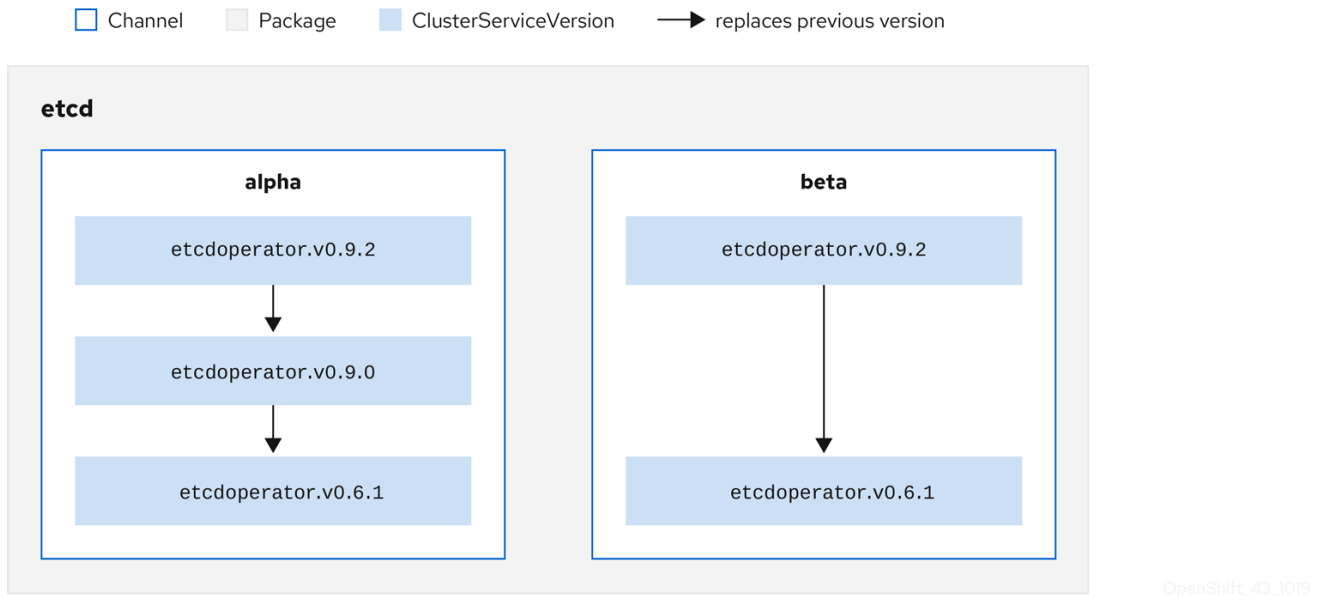 Channel Package ClusterServiceVersion replaces previous version
etcd
alpha
etcdoperator.v0.9.2
etcdoperator.v0.9.0
etcdoperator.v0.6.1
beta
etcdoperator.v0.9.2
etcdoperator.v0.6.1
OpenShift_43_1019